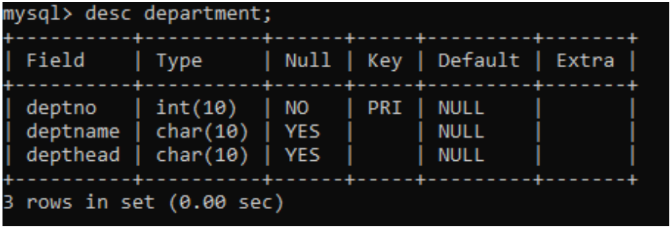 mysql> desc department;
+----------+----------+------+-----+---------+-------+
| Field    | Type     | Null | Key | Default | Extra |
+----------+----------+------+-----+---------+-------+
| deptno   | int(10)  | NO   | PRI | NULL    |       |
| deptname | char(10) | YES  |     | NULL    |       |
| depthead | char(10) | YES  |     | NULL    |       |
+----------+----------+------+-----+---------+-------+
3 rows in set (0.00 sec)